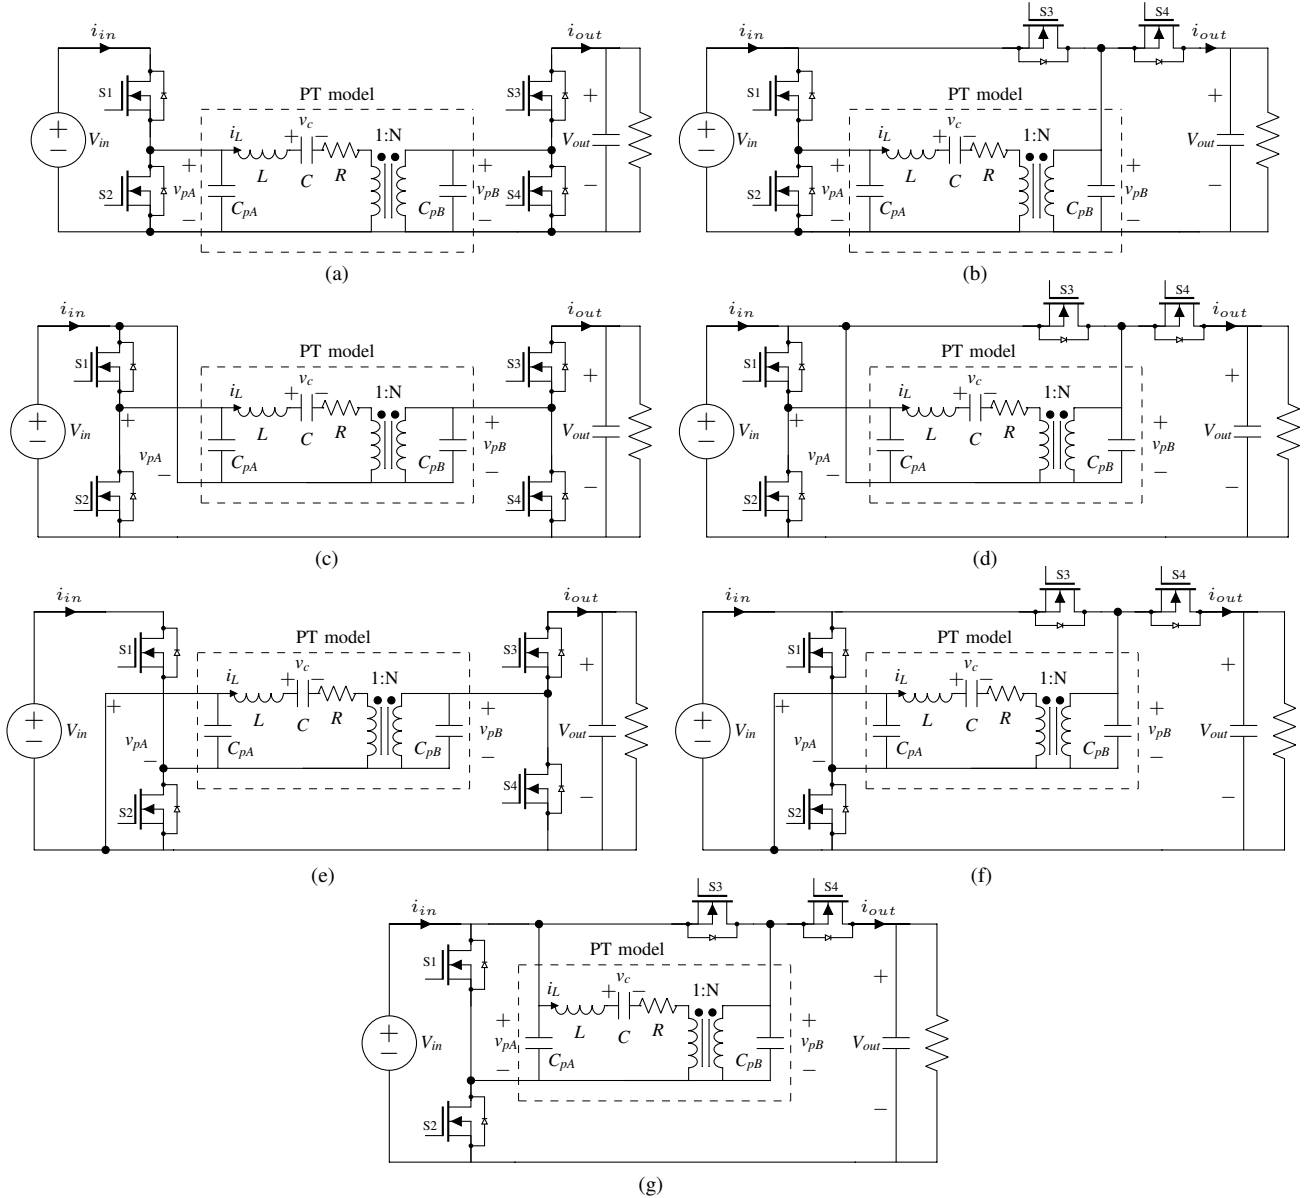 i_in
S1
S2
V_in
v_pA
PT model
i_L
v_c
1:N
L
C
R
C_pA
C_pB
v_pB
S3
S4
i_out
V_out
(a)
i_in
S1
S2
V_in
v_pA
PT model
i_L
v_c
1:N
L
C
R
C_pA
C_pB
v_pB
S3
S4
i_out
V_out
(b)
i_in
S1
S2
V_in
v_pA
PT model
i_L
v_c
1:N
L
C
R
C_pA
C_pB
v_pB
S3
S4
i_out
V_out
(c)
i_in
S1
S2
V_in
v_pA
PT model
i_L
v_c
1:N
L
C
R
C_pA
C_pB
v_pB
S3
S4
i_out
V_out
(d)
i_in
S1
S2
V_in
v_pA
PT model
i_L
v_c
1:N
L
C
R
C_pA
C_pB
v_pB
S3
S4
i_out
V_out
(e)
i_in
S1
S2
V_in
v_pA
PT model
i_L
v_c
1:N
L
C
R
C_pA
C_pB
v_pB
S3
S4
i_out
V_out
(f)
i_in
S1
S2
V_in
v_pA
PT model
i_L
v_c
1:N
L
C
R
C_pA
C_pB
v_pB
S3
S4
i_out
V_out
(g)